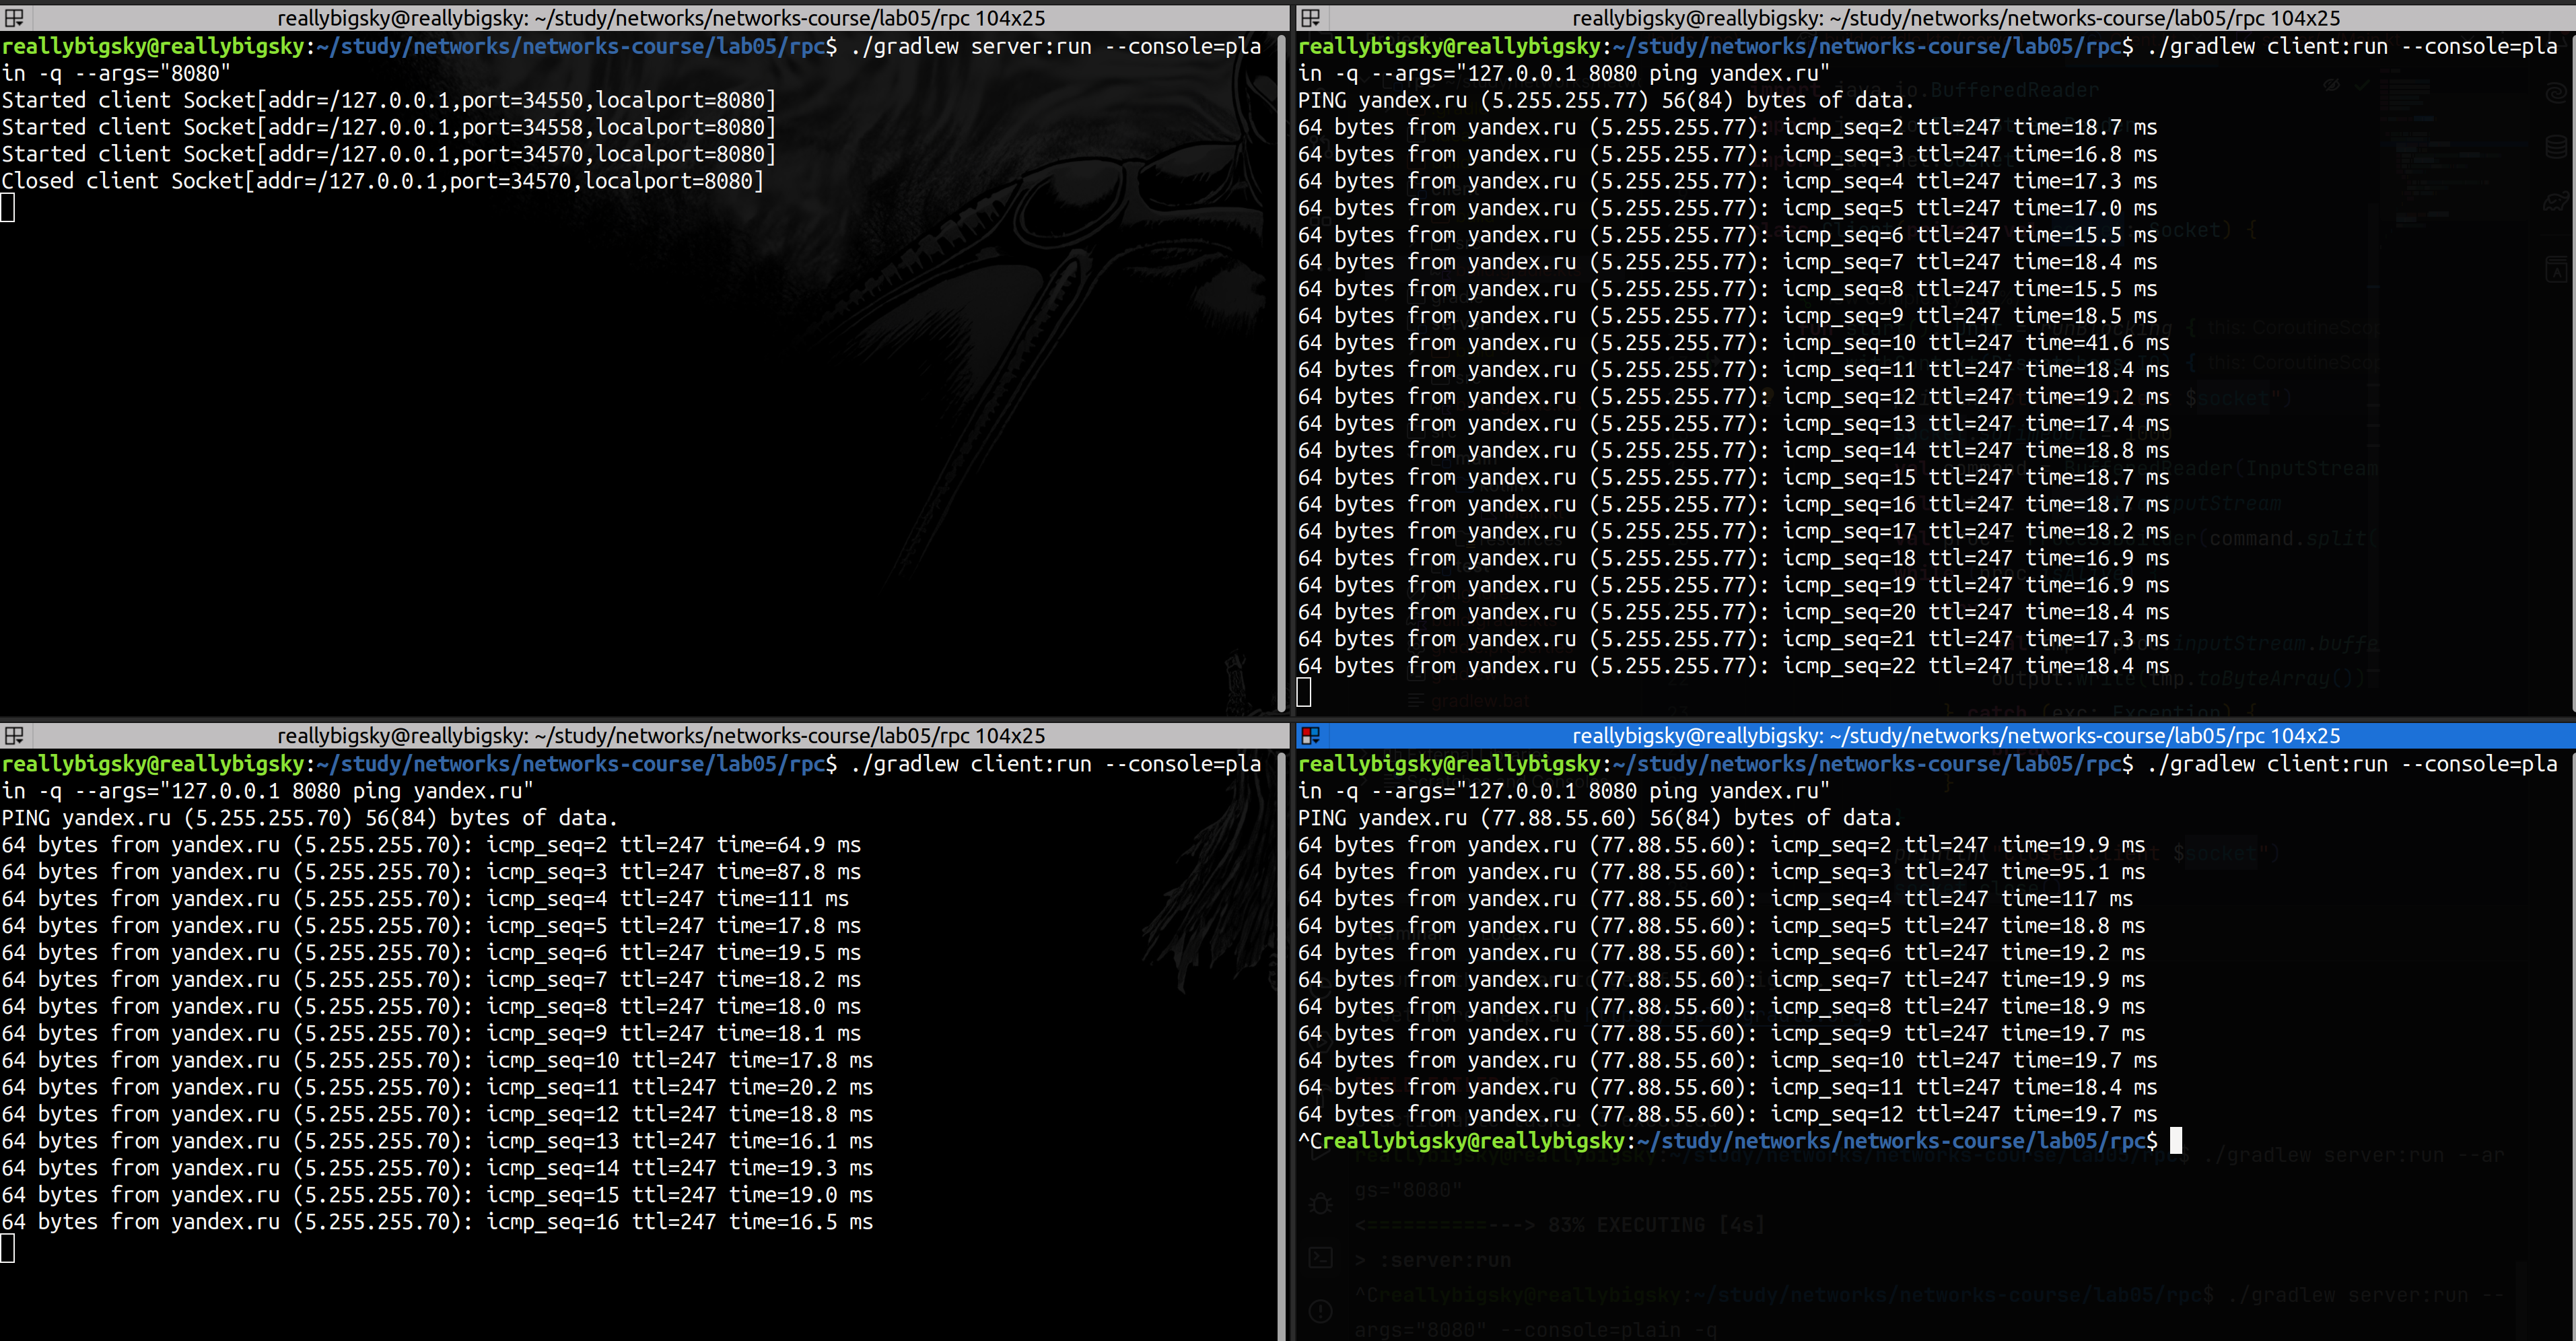 reallybigsky@reallybigsky: ~/study/networks/networks-course/lab05/rpc 104x25
reallybigsky@reallybigsky:~/study/networks/networks-course/lab05/rpc$ ./gradlew server:run --console=pla
in -q --args="8080"
Started client Socket[addr=/127.0.0.1,port=34550,localport=8080]
Started client Socket[addr=/127.0.0.1,port=34558,localport=8080]
Started client Socket[addr=/127.0.0.1,port=34570,localport=8080]
Closed client Socket[addr=/127.0.0.1,port=34570,localport=8080]
reallybigsky@reallybigsky: ~/study/networks/networks-course/lab05/rpc 104x25
reallybigsky@reallybigsky:~/study/networks/networks-course/lab05/rpc$ ./gradlew client:run --console=pla
in -q --args="127.0.0.1 8080 ping yandex.ru"
PING yandex.ru (5.255.255.77) 56(84) bytes of data.
64 bytes from yandex.ru (5.255.255.77): icmp_seq=2 ttl=247 time=18.7 ms
64 bytes from yandex.ru (5.255.255.77): icmp_seq=3 ttl=247 time=16.8 ms
64 bytes from yandex.ru (5.255.255.77): icmp_seq=4 ttl=247 time=17.3 ms
64 bytes from yandex.ru (5.255.255.77): icmp_seq=5 ttl=247 time=17.0 ms
64 bytes from yandex.ru (5.255.255.77): icmp_seq=6 ttl=247 time=15.5 ms
64 bytes from yandex.ru (5.255.255.77): icmp_seq=7 ttl=247 time=18.4 ms
64 bytes from yandex.ru (5.255.255.77): icmp_seq=8 ttl=247 time=15.5 ms
64 bytes from yandex.ru (5.255.255.77): icmp_seq=9 ttl=247 time=18.5 ms
64 bytes from yandex.ru (5.255.255.77): icmp_seq=10 ttl=247 time=41.6 ms
64 bytes from yandex.ru (5.255.255.77): icmp_seq=11 ttl=247 time=18.4 ms
64 bytes from yandex.ru (5.255.255.77): icmp_seq=12 ttl=247 time=19.2 ms
64 bytes from yandex.ru (5.255.255.77): icmp_seq=13 ttl=247 time=17.4 ms
64 bytes from yandex.ru (5.255.255.77): icmp_seq=14 ttl=247 time=18.8 ms
64 bytes from yandex.ru (5.255.255.77): icmp_seq=15 ttl=247 time=18.7 ms
64 bytes from yandex.ru (5.255.255.77): icmp_seq=16 ttl=247 time=18.7 ms
64 bytes from yandex.ru (5.255.255.77): icmp_seq=17 ttl=247 time=18.2 ms
64 bytes from yandex.ru (5.255.255.77): icmp_seq=18 ttl=247 time=16.9 ms
64 bytes from yandex.ru (5.255.255.77): icmp_seq=19 ttl=247 time=16.9 ms
64 bytes from yandex.ru (5.255.255.77): icmp_seq=20 ttl=247 time=18.4 ms
64 bytes from yandex.ru (5.255.255.77): icmp_seq=21 ttl=247 time=17.3 ms
64 bytes from yandex.ru (5.255.255.77): icmp_seq=22 ttl=247 time=18.4 ms
reallybigsky@reallybigsky: ~/study/networks/networks-course/lab05/rpc 104x25
reallybigsky@reallybigsky:~/study/networks/networks-course/lab05/rpc$ ./gradlew client:run --console=pla
in -q --args="127.0.0.1 8080 ping yandex.ru"
PING yandex.ru (5.255.255.70) 56(84) bytes of data.
64 bytes from yandex.ru (5.255.255.70): icmp_seq=2 ttl=247 time=64.9 ms
64 bytes from yandex.ru (5.255.255.70): icmp_seq=3 ttl=247 time=87.8 ms
64 bytes from yandex.ru (5.255.255.70): icmp_seq=4 ttl=247 time=111 ms
64 bytes from yandex.ru (5.255.255.70): icmp_seq=5 ttl=247 time=17.8 ms
64 bytes from yandex.ru (5.255.255.70): icmp_seq=6 ttl=247 time=19.5 ms
64 bytes from yandex.ru (5.255.255.70): icmp_seq=7 ttl=247 time=18.2 ms
64 bytes from yandex.ru (5.255.255.70): icmp_seq=8 ttl=247 time=18.0 ms
64 bytes from yandex.ru (5.255.255.70): icmp_seq=9 ttl=247 time=18.1 ms
64 bytes from yandex.ru (5.255.255.70): icmp_seq=10 ttl=247 time=17.8 ms
64 bytes from yandex.ru (5.255.255.70): icmp_seq=11 ttl=247 time=20.2 ms
64 bytes from yandex.ru (5.255.255.70): icmp_seq=12 ttl=247 time=18.8 ms
64 bytes from yandex.ru (5.255.255.70): icmp_seq=13 ttl=247 time=16.1 ms
64 bytes from yandex.ru (5.255.255.70): icmp_seq=14 ttl=247 time=19.3 ms
64 bytes from yandex.ru (5.255.255.70): icmp_seq=15 ttl=247 time=19.0 ms
64 bytes from yandex.ru (5.255.255.70): icmp_seq=16 ttl=247 time=16.5 ms
reallybigsky@reallybigsky: ~/study/networks/networks-course/lab05/rpc 104x25
reallybigsky@reallybigsky:~/study/networks/networks-course/lab05/rpc$ ./gradlew client:run --console=pla
in -q --args="127.0.0.1 8080 ping yandex.ru"
PING yandex.ru (77.88.55.60) 56(84) bytes of data.
64 bytes from yandex.ru (77.88.55.60): icmp_seq=2 ttl=247 time=19.9 ms
64 bytes from yandex.ru (77.88.55.60): icmp_seq=3 ttl=247 time=95.1 ms
64 bytes from yandex.ru (77.88.55.60): icmp_seq=4 ttl=247 time=117 ms
64 bytes from yandex.ru (77.88.55.60): icmp_seq=5 ttl=247 time=18.8 ms
64 bytes from yandex.ru (77.88.55.60): icmp_seq=6 ttl=247 time=19.2 ms
64 bytes from yandex.ru (77.88.55.60): icmp_seq=7 ttl=247 time=19.9 ms
64 bytes from yandex.ru (77.88.55.60): icmp_seq=8 ttl=247 time=18.9 ms
64 bytes from yandex.ru (77.88.55.60): icmp_seq=9 ttl=247 time=19.7 ms
64 bytes from yandex.ru (77.88.55.60): icmp_seq=10 ttl=247 time=19.7 ms
64 bytes from yandex.ru (77.88.55.60): icmp_seq=11 ttl=247 time=18.4 ms
64 bytes from yandex.ru (77.88.55.60): icmp_seq=12 ttl=247 time=19.7 ms
^Creallybigsky@reallybigsky:~/study/networks/networks-course/lab05/rpc$
reallybigsky@reallybigsky:~/study/networks/networks-course/lab05/rpc$ ./gradlew server:run --ar
gs="8080"
<==========---> 83% EXECUTING [4s]
> :server:run
^Creallybigsky@reallybigsky:~/study/networks/networks-course/lab05/rpc$ ./gradlew server:run --
args="8080" --console=plain -q